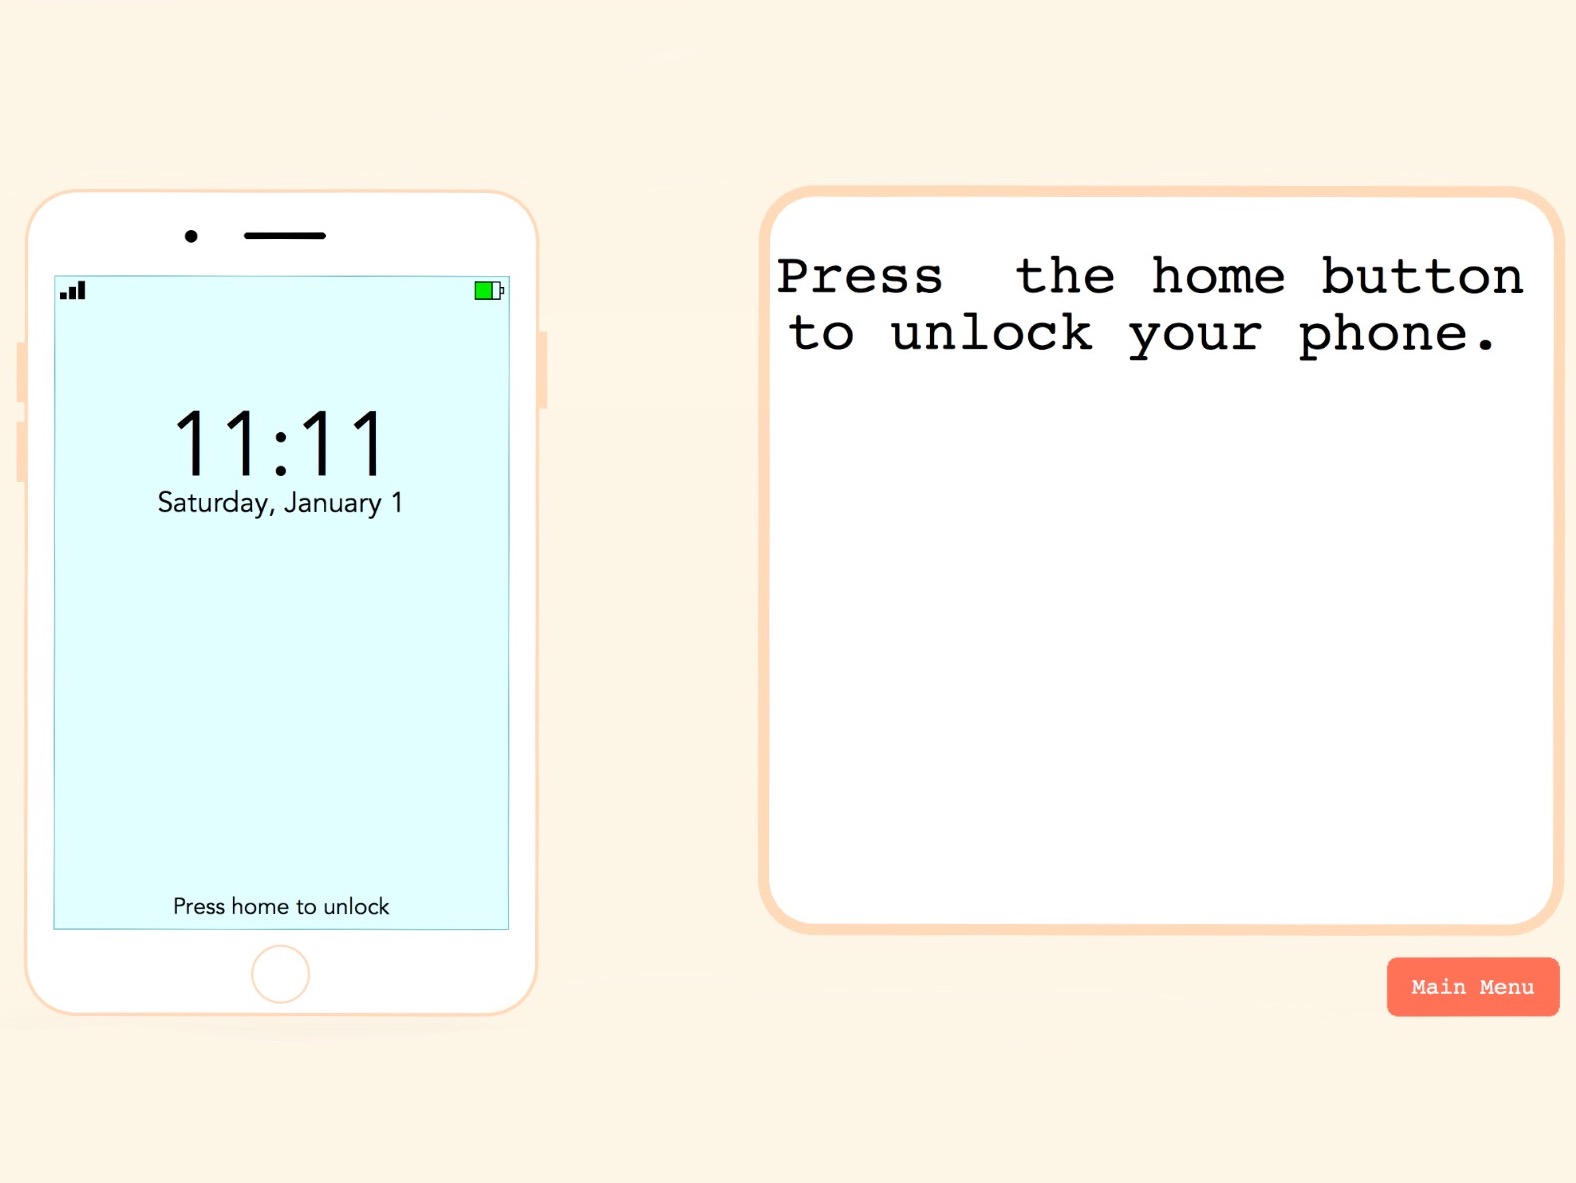 11:11
Saturday, January 1
Press home to unlock
Press  the home button
to unlock your phone.
Main Menu